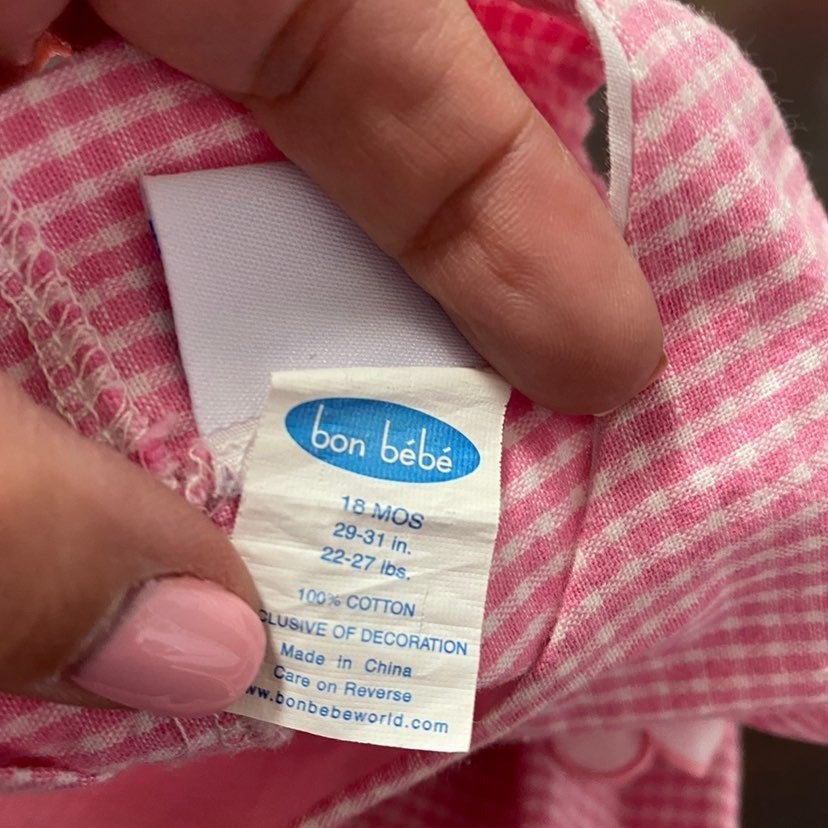 bon bébé
18 MOS
29-31 in.
22-27 lbs.
100% COTTON
OF DECORATION
Made in China
Care on Reverse
.bonbebeworld.com